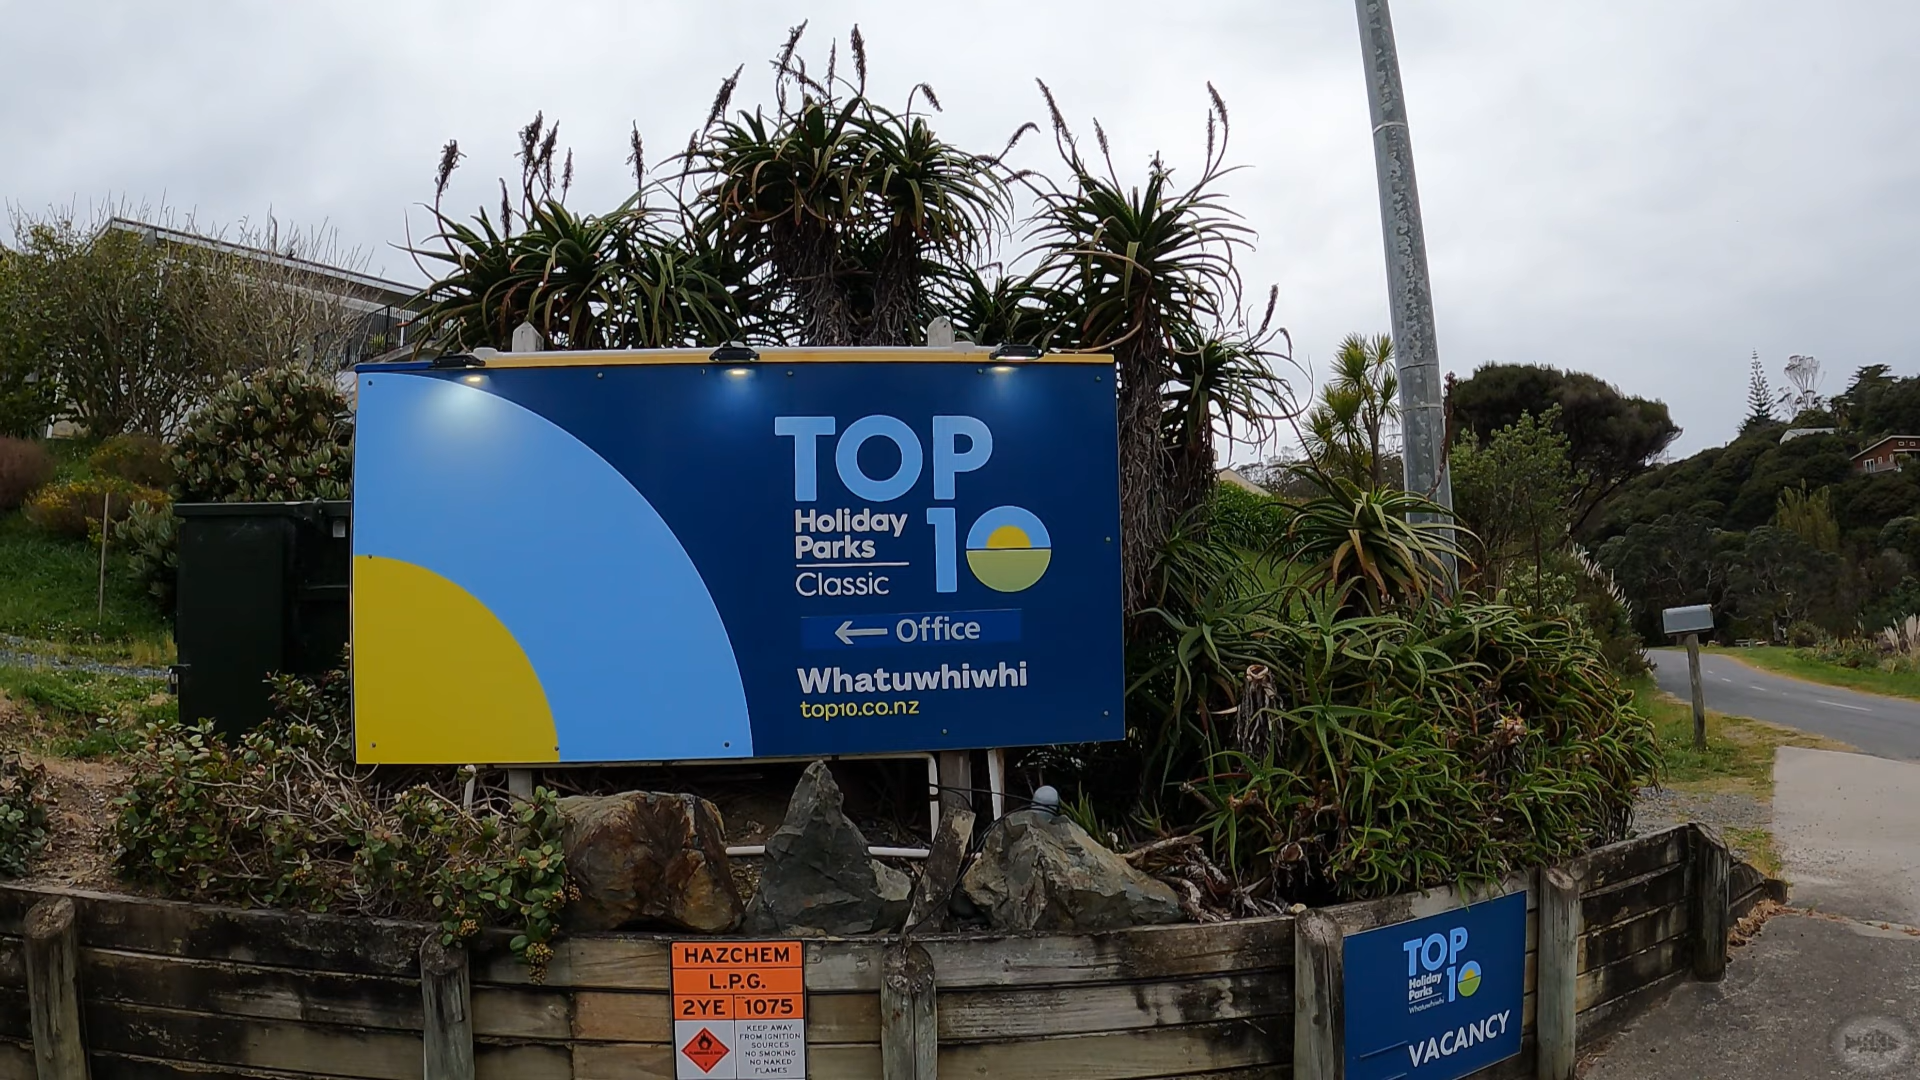 TOP
10
Holiday
Parks
Classic
← Office
Whatuwhiwhi
top10.co.nz
HAZCHEM
L.P.G.
2YE 1075
KEEP AWAY
FROM IGNITION
SOURCES
NO SMOKING
NO NAKED
FLAMES
TOP
10
Holiday
Parks
Whatuwhiwhi
VACANCY